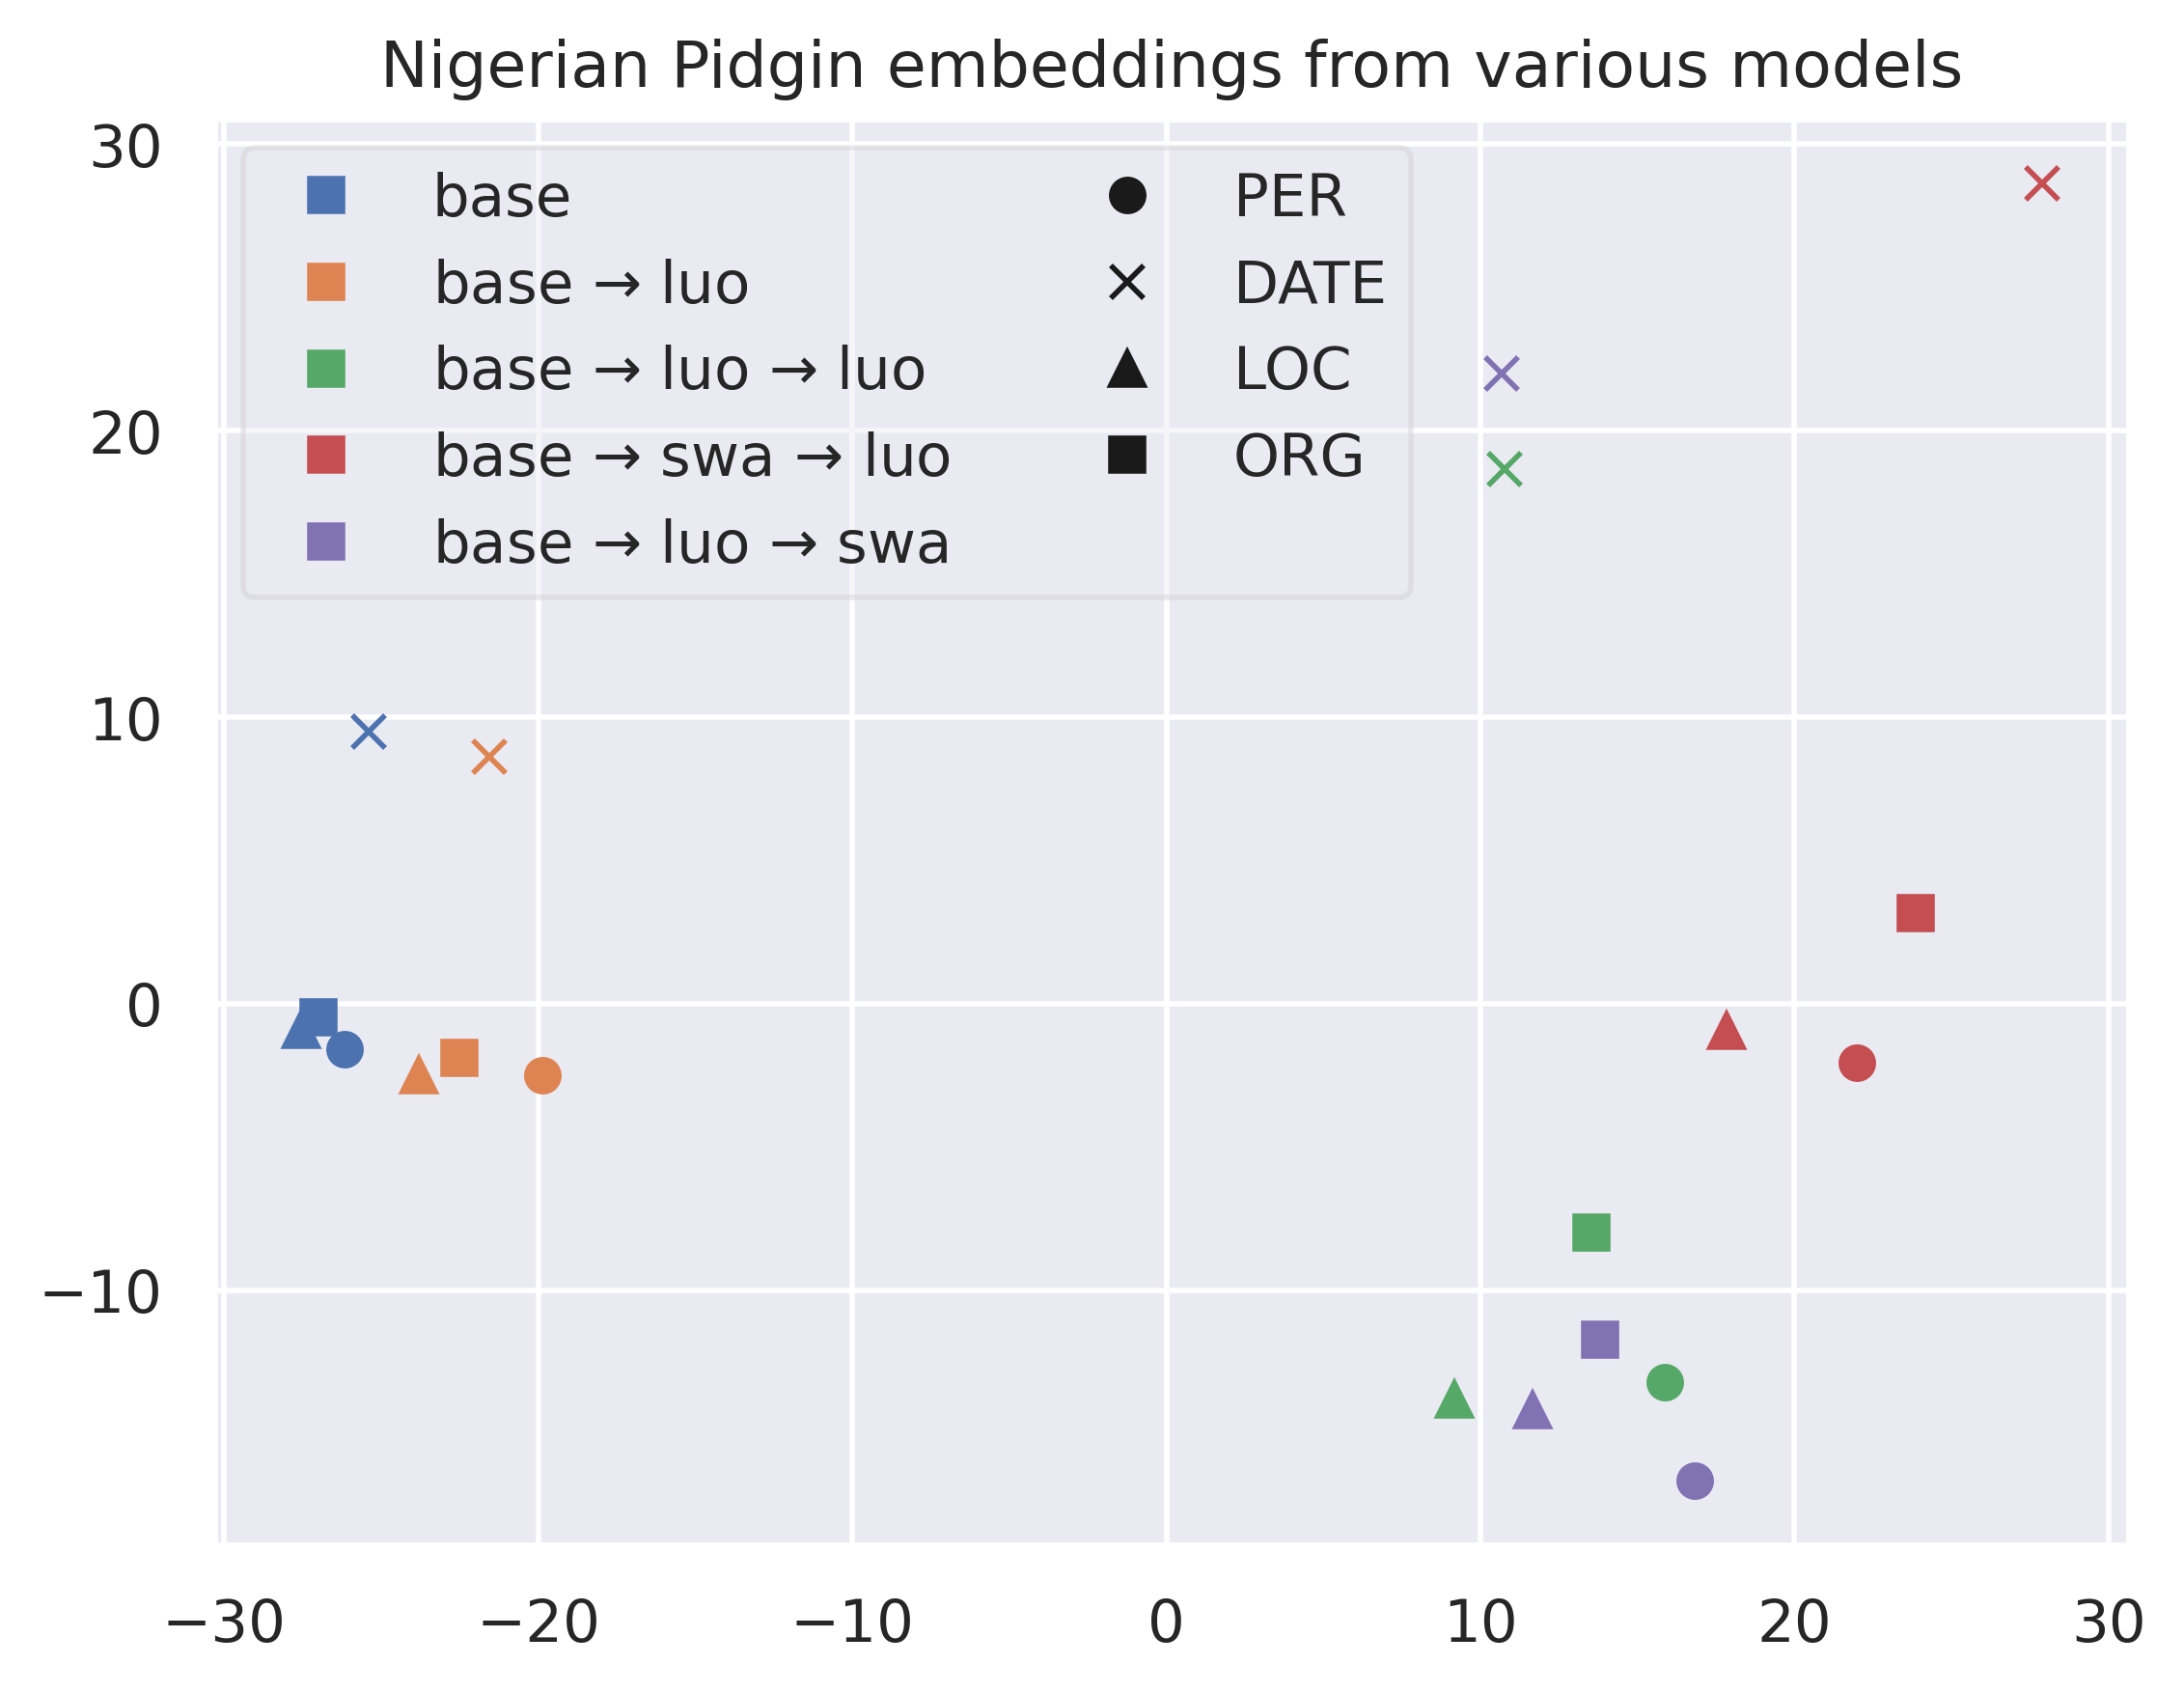 Nigerian Pidgin embeddings from various models
30
20
10
0
−10
base
base → luo
base → luo → luo
base → swa → luo
base → luo → swa
PER
DATE
LOC
ORG
−30 −20 −10 0 10 20 30